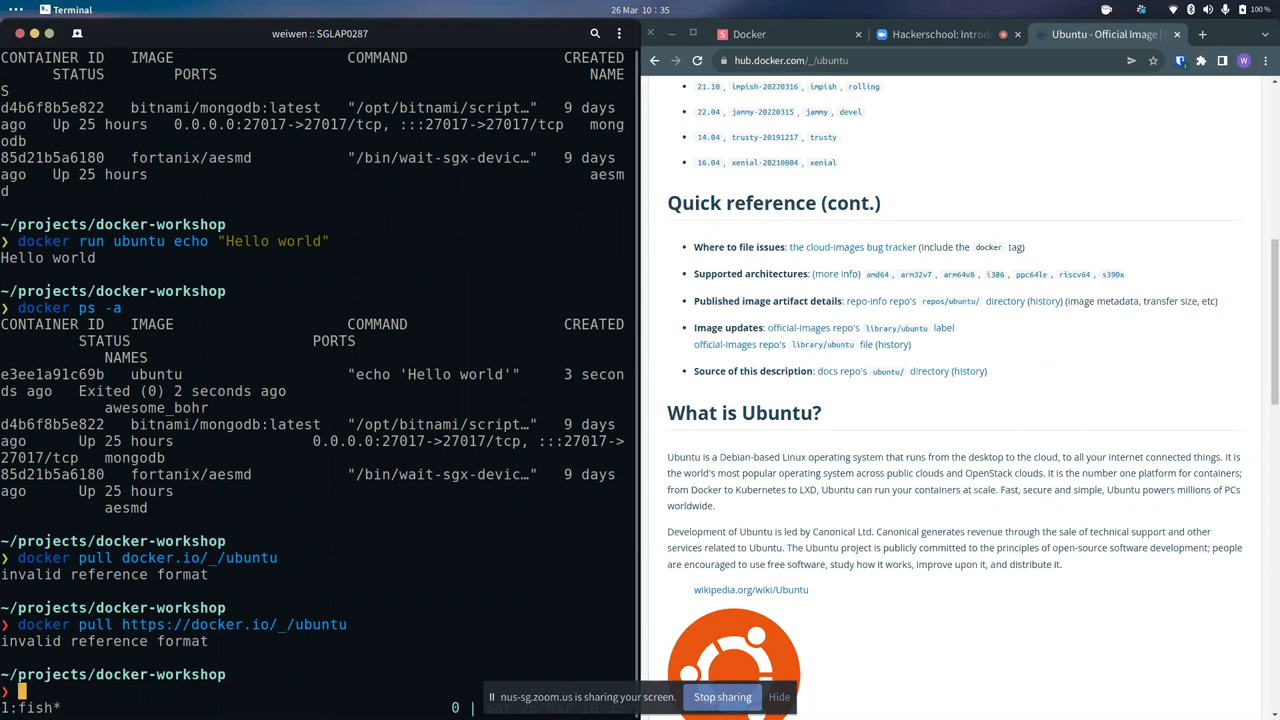 Terminal
26 Mar 10:35
100 %
weiwen :: SGLAP0287
CONTAINER ID IMAGE COMMAND CREATED
STATUS PORTS NAME
S
d4b6f8b5e822 bitnami/mongodb:latest "/opt/bitnami/script…" 9 days
ago Up 25 hours 0.0.0.0:27017->27017/tcp, :::27017->27017/tcp mong
odb
85d21b5a6180 fortanix/aesmd "/bin/wait-sgx-devic…" 9 days
ago Up 25 hours aesm
d
~/projects/docker-workshop
❯ docker run ubuntu echo "Hello world"
Hello world
~/projects/docker-workshop
❯ docker ps -a
CONTAINER ID IMAGE COMMAND CREATED
STATUS PORTS
NAMES
e3ee1a91c69b ubuntu "echo 'Hello world'" 3 secon
ds ago Exited (0) 2 seconds ago
awesome_bohr
d4b6f8b5e822 bitnami/mongodb:latest "/opt/bitnami/script…" 9 days
ago Up 25 hours 0.0.0.0:27017->27017/tcp, :::27017->
27017/tcp mongodb
85d21b5a6180 fortanix/aesmd "/bin/wait-sgx-devic…" 9 days
ago Up 25 hours
aesmd
~/projects/docker-workshop
❯ docker pull docker.io/_/ubuntu
invalid reference format
~/projects/docker-workshop
❯ docker pull https://docker.io/_/ubuntu
invalid reference format
~/projects/docker-workshop
❯
1:fish*
0 | Sat 26 Mar 10:35
Docker
Hackerschool: Introdu
Ubuntu - Official Image | D
hub.docker.com/_/ubuntu
W
21.10, impish-20220316, impish, rolling
22.04, jammy-20220315, jammy, devel
14.04, trusty-20191217, trusty
16.04, xenial-20210804, xenial
Quick reference (cont.)
Where to file issues: the cloud-images bug tracker (include the docker tag)
Supported architectures: (more info) amd64, arm32v7, arm64v8, i386, ppc64le, riscv64, s390x
Published image artifact details: repo-info repo's repos/ubuntu/ directory (history) (image metadata, transfer size, etc)
Image updates: official-images repo's library/ubuntu label
official-images repo's library/ubuntu file (history)
Source of this description: docs repo's ubuntu/ directory (history)
What is Ubuntu?
Ubuntu is a Debian-based Linux operating system that runs from the desktop to the cloud, to all your internet connected things. It is
the world's most popular operating system across public clouds and OpenStack clouds. It is the number one platform for containers;
from Docker to Kubernetes to LXD, Ubuntu can run your containers at scale. Fast, secure and simple, Ubuntu powers millions of PCs
worldwide.
Development of Ubuntu is led by Canonical Ltd. Canonical generates revenue through the sale of technical support and other
services related to Ubuntu. The Ubuntu project is publicly committed to the principles of open-source software development; people
are encouraged to use free software, study how it works, improve upon it, and distribute it.
wikipedia.org/wiki/Ubuntu
nus-sg.zoom.us is sharing your screen.
Stop sharing
Hide